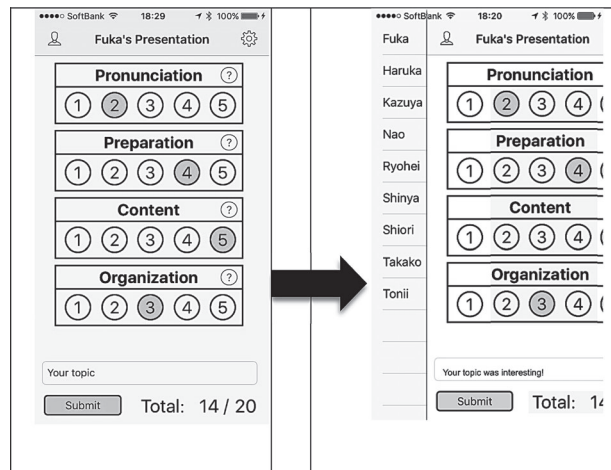 SoftBank 18:29 100%
Fuka's Presentation
Pronunciation ?
1 2 3 4 5
Preparation ?
1 2 3 4 5
Content ?
1 2 3 4 5
Organization ?
1 2 3 4 5
Your topic
Submit Total: 14 / 20
SoftBank 18:20 100%
Fuka
Haruka
Kazuya
Nao
Ryohei
Shinya
Shiori
Takako
Tonii
Fuka's Presentation
Pronunciation
1 2 3 4
Preparation
1 2 3 4
Content
1 2 3 4
Organization
1 2 3 4
Your topic was interesting!
Submit Total: 14